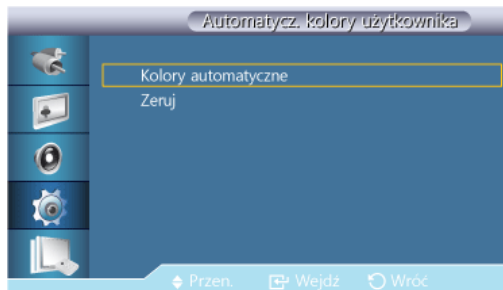 Automatycz. kolory użytkownika
Kolory automatyczne
Zeruj
Przen. Wejdź Wróć